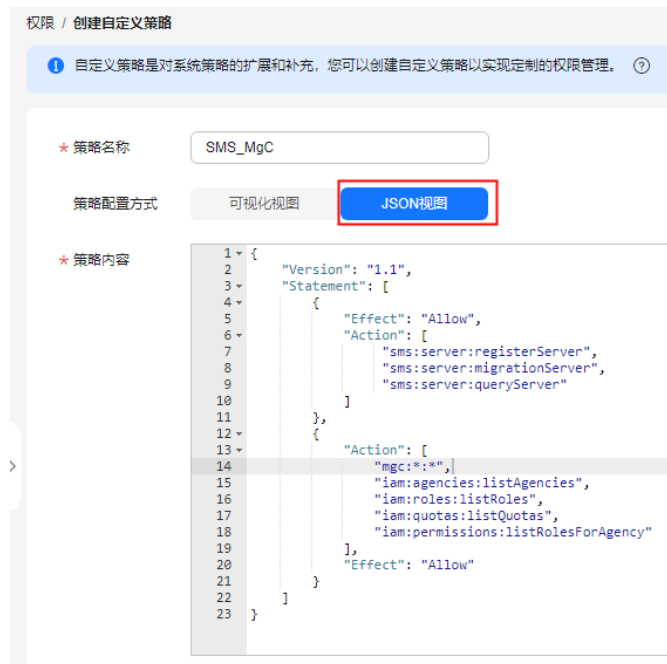 权限 / 创建自定义策略
自定义策略是对系统策略的扩展和补充，您可以创建自定义策略以实现定制的权限管理。 ?
* 策略名称 SMS_MgC
策略配置方式 可视化视图 JSON视图
* 策略内容
1 {
2 "Version": "1.1",
3 "Statement": [
4 {
5 "Effect": "Allow",
6 "Action": [
7 "sms:server:registerServer",
8 "sms:server:migrationServer",
9 "sms:server:queryServer"
10 ]
11 },
12 {
13 "Action": [
14 "mgc:*:*",
15 "iam:agencies:listAgencies",
16 "iam:roles:listRoles",
17 "iam:quotas:listQuotas",
18 "iam:permissions:listRolesForAgency"
19 ],
20 "Effect": "Allow"
21 }
22 ]
23 }